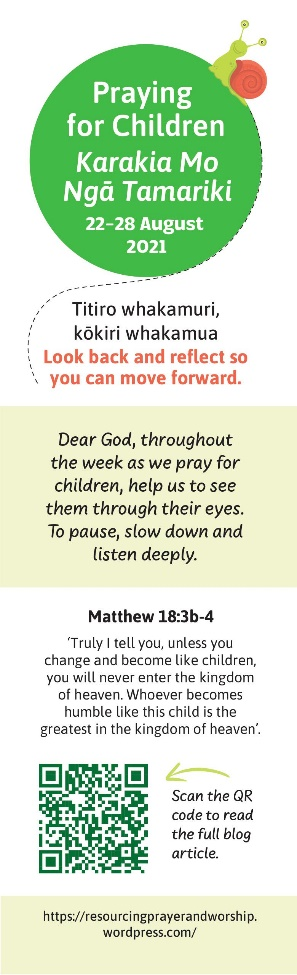 Praying
for Children
Karakia Mo
Ngā Tamariki
22–28 August
2021
Titiro whakamuri,
kōkiri whakamua
Look back and reflect so
you can move forward.
Dear God, throughout
the week as we pray for
children, help us to see
them through their eyes.
To pause, slow down and
listen deeply.
Matthew 18:3b-4
‘Truly I tell you, unless you
change and become like children,
you will never enter the kingdom
of heaven. Whoever becomes
humble like this child is the
greatest in the kingdom of heaven’.
Scan the QR
code to read
the full blog
article.
https://resourcingprayerandworship.
wordpress.com/